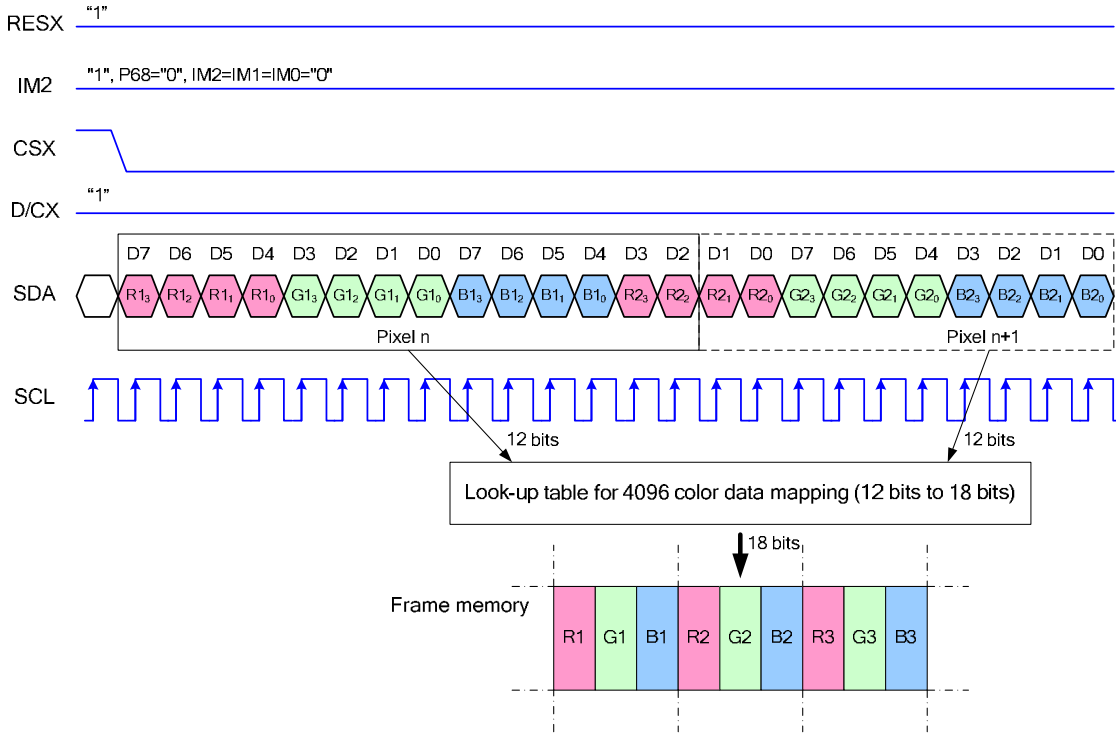 RESX “1”
IM2 "1", P68="0", IM2=IM1=IM0="0"
CSX
D/CX “1”
D7 D6 D5 D4 D3 D2 D1 D0 D7 D6 D5 D4 D3 D2 D1 D0 D7 D6 D5 D4 D3 D2 D1 D0
SDA R1₃ R1₂ R1₁ R1₀ G1₃ G1₂ G1₁ G1₀ B1₃ B1₂ B1₁ B1₀ R2₃ R2₂ R2₁ R2₀ G2₃ G2₂ G2₁ G2₀ B2₃ B2₂ B2₁ B2₀
Pixel n Pixel n+1
SCL
12 bits 12 bits
Look-up table for 4096 color data mapping (12 bits to 18 bits)
18 bits
Frame memory
R1 G1 B1 R2 G2 B2 R3 G3 B3